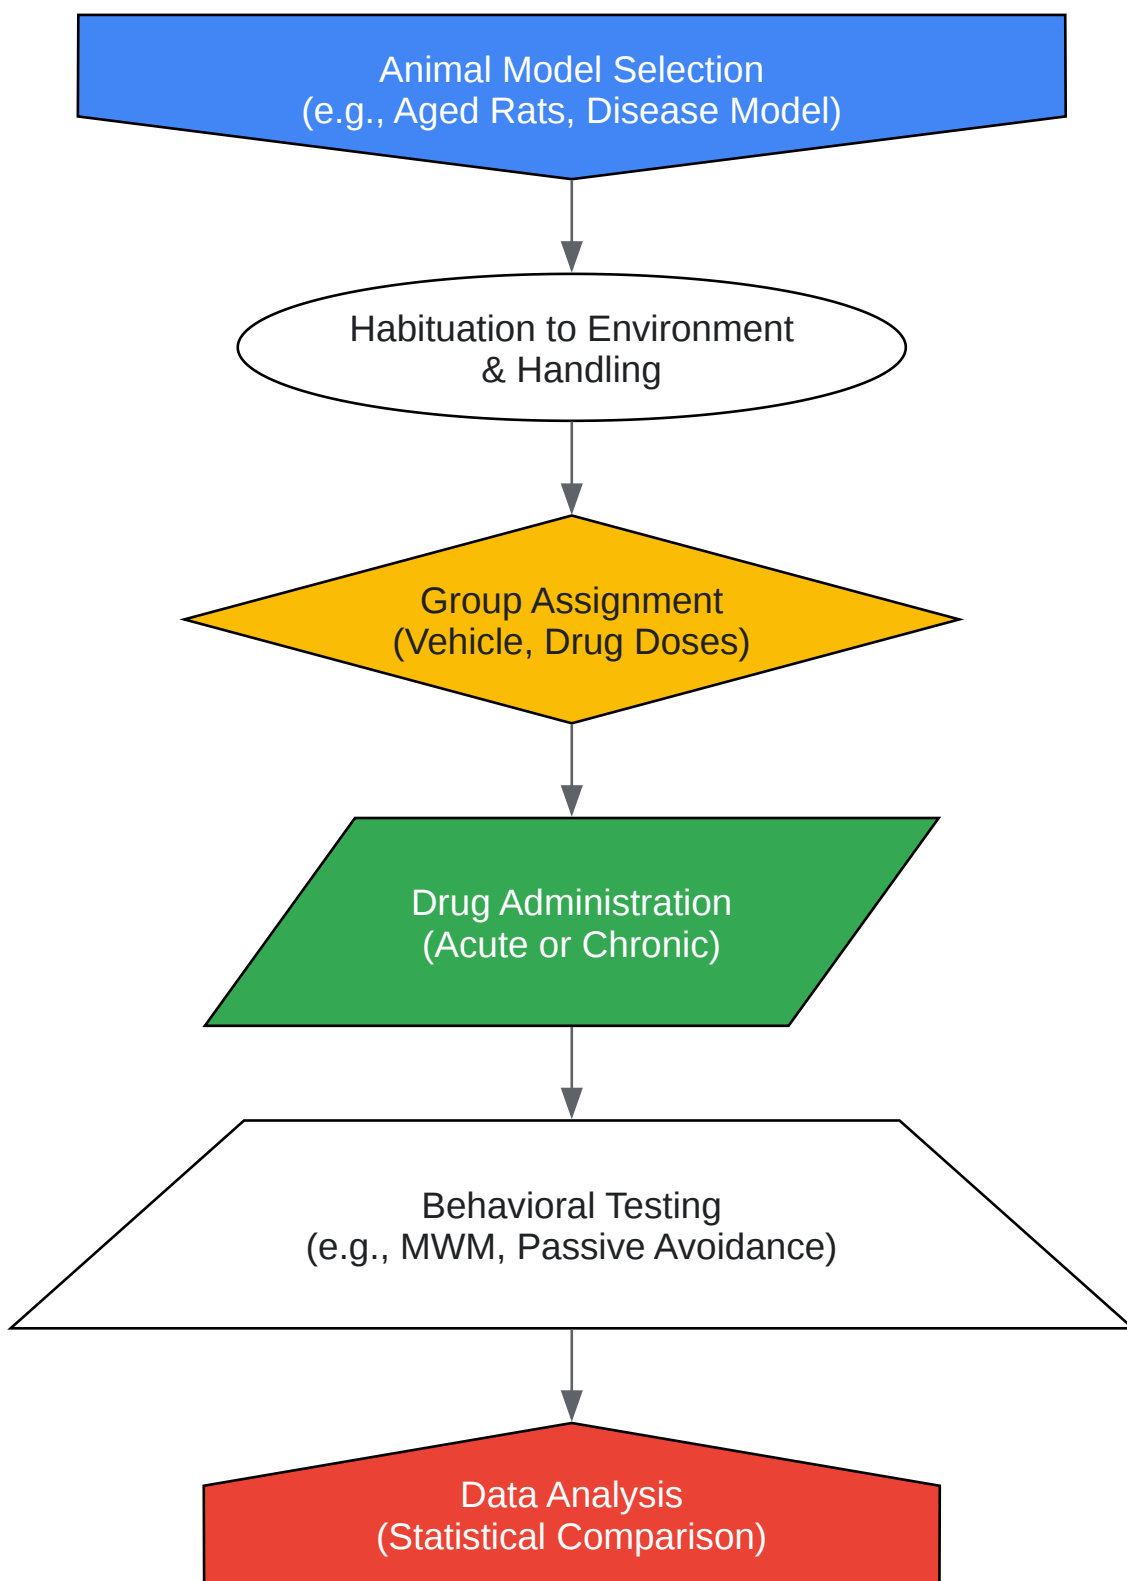 Animal Model Selection
(e.g., Aged Rats, Disease Model)
Habituation to Environment
& Handling
Group Assignment
(Vehicle, Drug Doses)
Drug Administration
(Acute or Chronic)
Behavioral Testing
(e.g., MWM, Passive Avoidance)
Data Analysis
(Statistical Comparison)